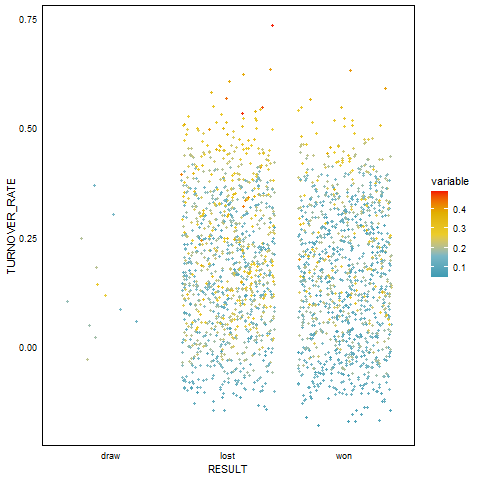 0.75
0.50
0.25
0.00
TURNOVER_RATE
draw
lost
won
RESULT
variable
0.4
0.3
0.2
0.1